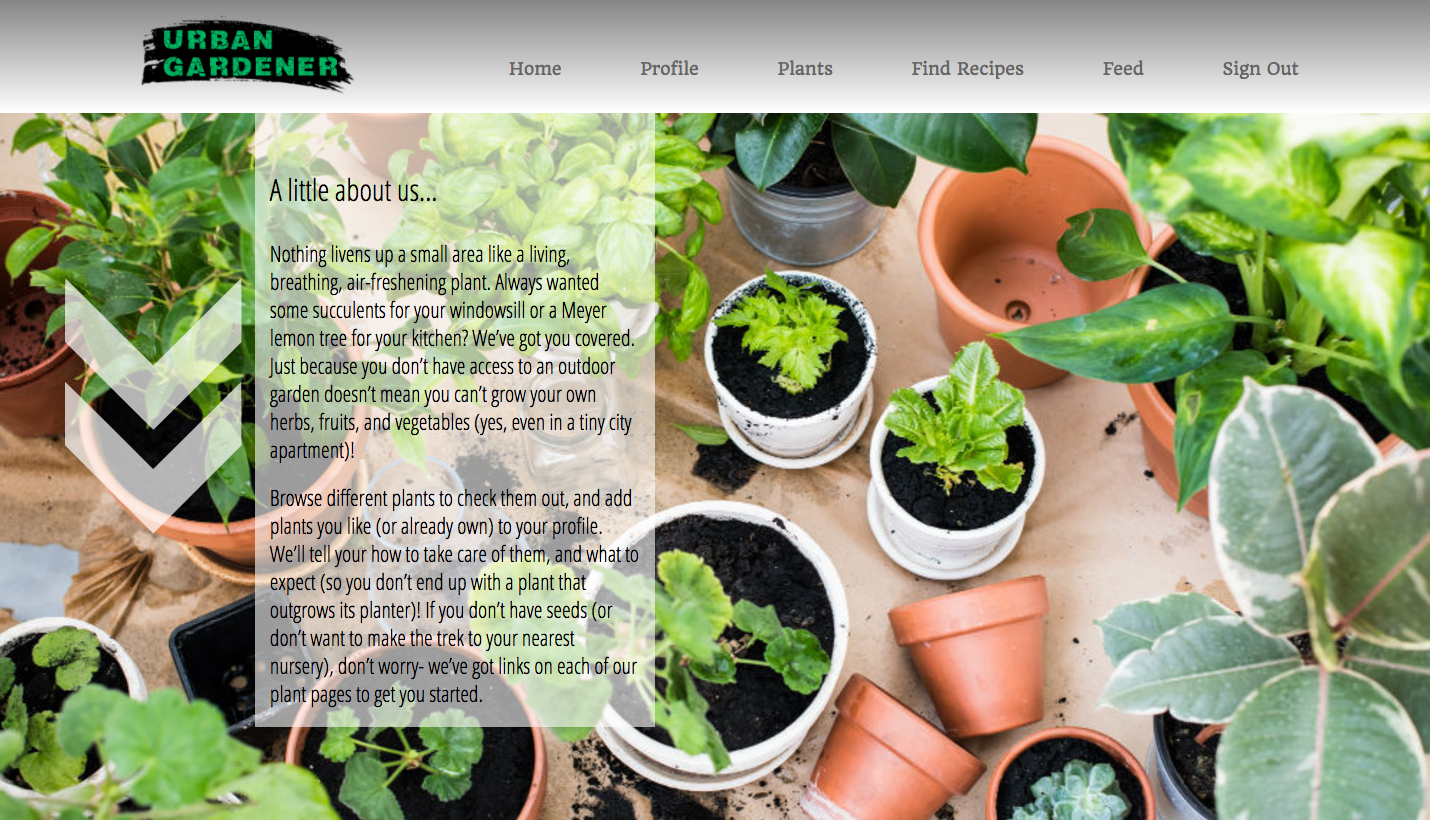 URBAN
GARDENER
Home Profile Plants Find Recipes Feed Sign Out
A little about us...
Nothing livens up a small area like a living,
breathing, air-freshening plant. Always wanted
some succulents for your windowsill or a Meyer
lemon tree for your kitchen? We’ve got you covered.
Just because you don’t have access to an outdoor
garden doesn’t mean you can’t grow your own
herbs, fruits, and vegetables (yes, even in a tiny city
apartment)!
Browse different plants to check them out, and add
plants you like (or already own) to your profile.
We’ll tell your how to take care of them, and what to
expect (so you don’t end up with a plant that
outgrows its planter)! If you don’t have seeds (or
don’t want to make the trek to your nearest
nursery), don’t worry- we’ve got links on each of our
plant pages to get you started.